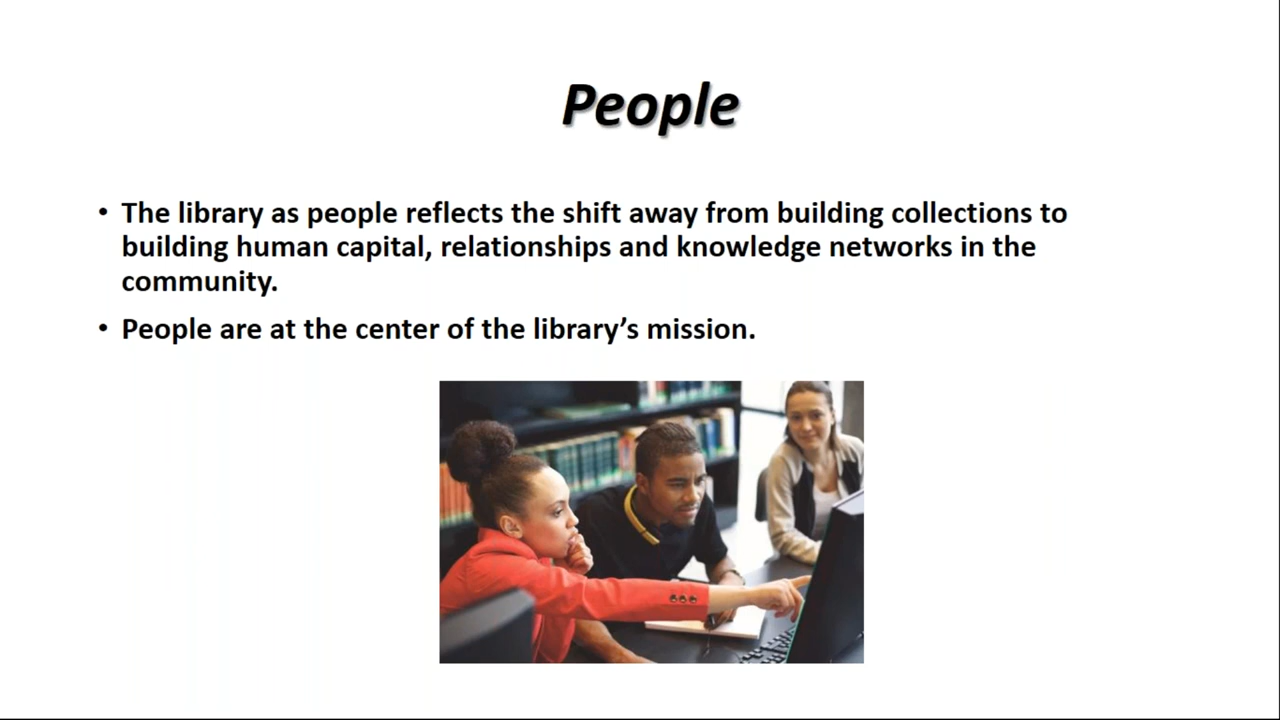 People
• The library as people reflects the shift away from building collections to
building human capital, relationships and knowledge networks in the
community.
• People are at the center of the library’s mission.